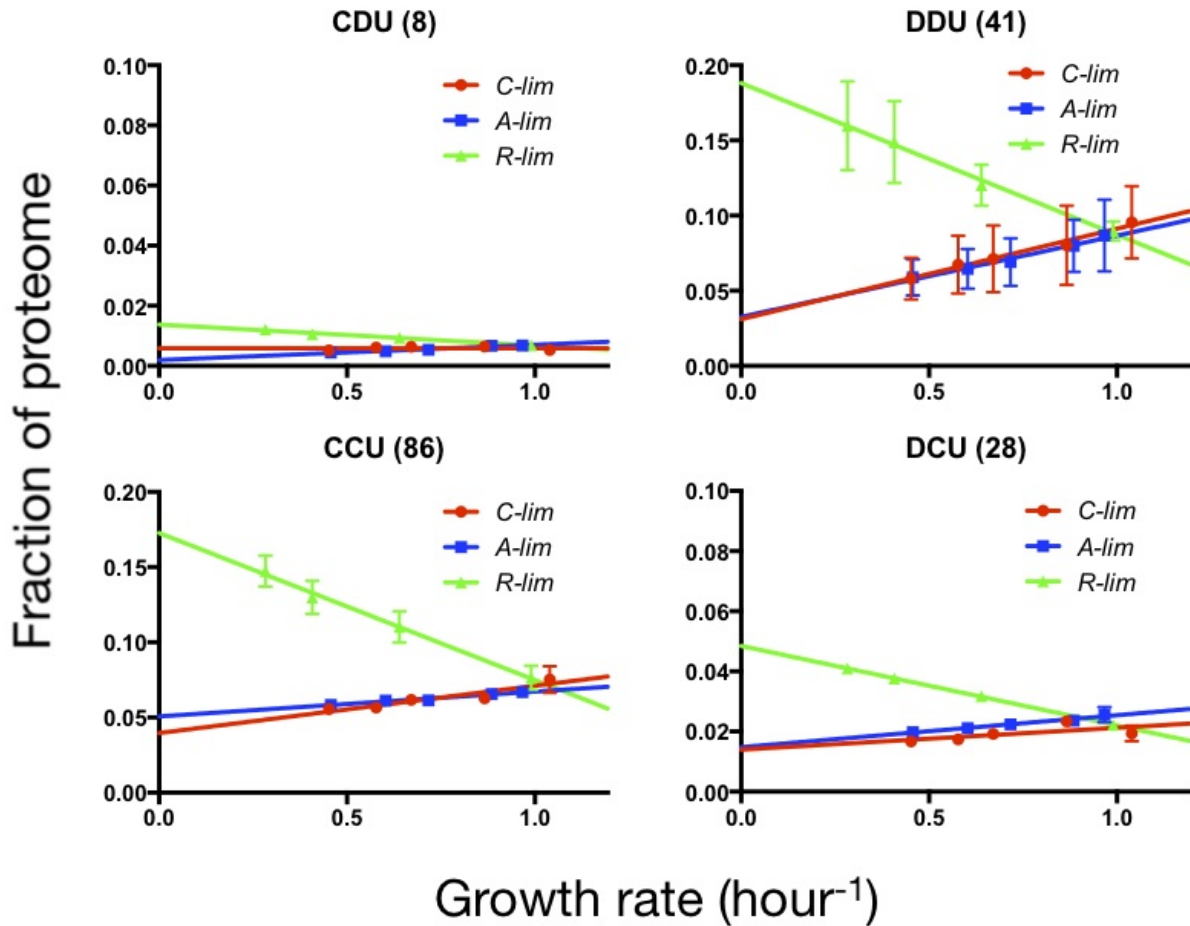 CDU (8)
0.10
0.08
0.06
0.04
0.02
0.00
0.0 0.5 1.0
C-lim
A-lim
R-lim
DDU (41)
0.20
0.15
0.10
0.05
0.00
0.0 0.5 1.0
C-lim
A-lim
R-lim
CCU (86)
0.20
0.15
0.10
0.05
0.00
0.0 0.5 1.0
C-lim
A-lim
R-lim
DCU (28)
0.10
0.08
0.06
0.04
0.02
0.00
0.0 0.5 1.0
C-lim
A-lim
R-lim
Fraction of proteome
Growth rate (hour⁻¹)